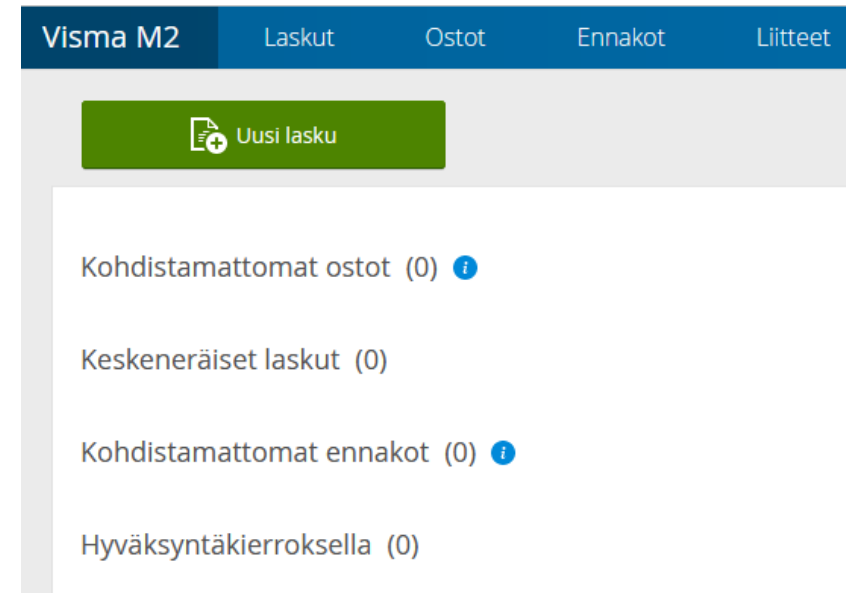 Visma M2 Laskut Ostot Ennakot Liitteet
Uusi lasku
Kohdistamattomat ostot (0) i
Keskeneräiset laskut (0)
Kohdistamattomat ennakot (0) i
Hyväksyntäkierroksella (0)